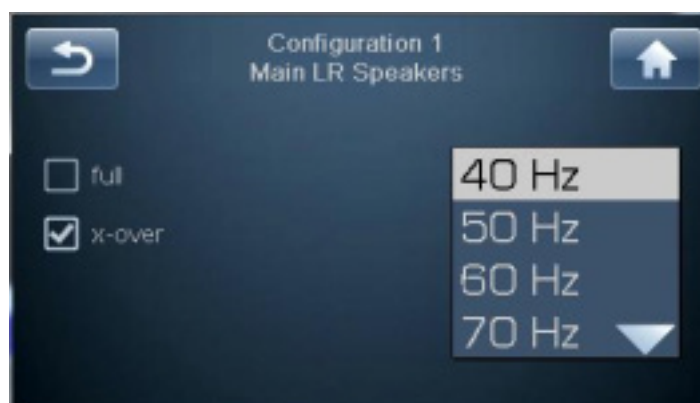 Configuration 1
Main LR Speakers
full
x-over
40 Hz
50 Hz
60 Hz
70 Hz